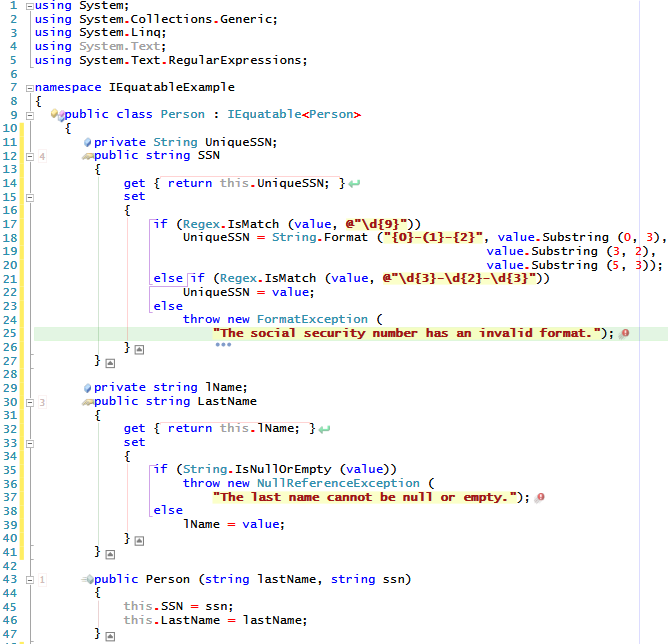 1 using System;
2 using System.Collections.Generic;
3 using System.Linq;
4 using System.Text;
5 using System.Text.RegularExpressions;
6
7 namespace IEquatableExample
8 {
9 public class Person : IEquatable<Person>
10 {
11 private String UniqueSSN;
12 4 public string SSN
13 {
14 get { return this.UniqueSSN; }
15 set
16 {
17 if (Regex.IsMatch (value, @"\d{9}"))
18 UniqueSSN = String.Format ("{0}-(1}-{2}", value.Substring (0, 3),
19 value.Substring (3, 2),
20 value.Substring (5, 3));
21 else if (Regex.IsMatch (value, @"\d{3}-\d{2}-\d{3}"))
22 UniqueSSN = value;
23 else
24 throw new FormatException (
25 "The social security number has an invalid format.");
26 }
27 }
28
29 private string lName;
30 3 public string LastName
31 {
32 get { return this.lName; }
33 set
34 {
35 if (String.IsNullOrEmpty (value))
36 throw new NullReferenceException (
37 "The last name cannot be null or empty.");
38 else
39 lName = value;
40 }
41 }
42
43 1 public Person (string lastName, string ssn)
44 {
45 this.SSN = ssn;
46 this.LastName = lastName;
47 }